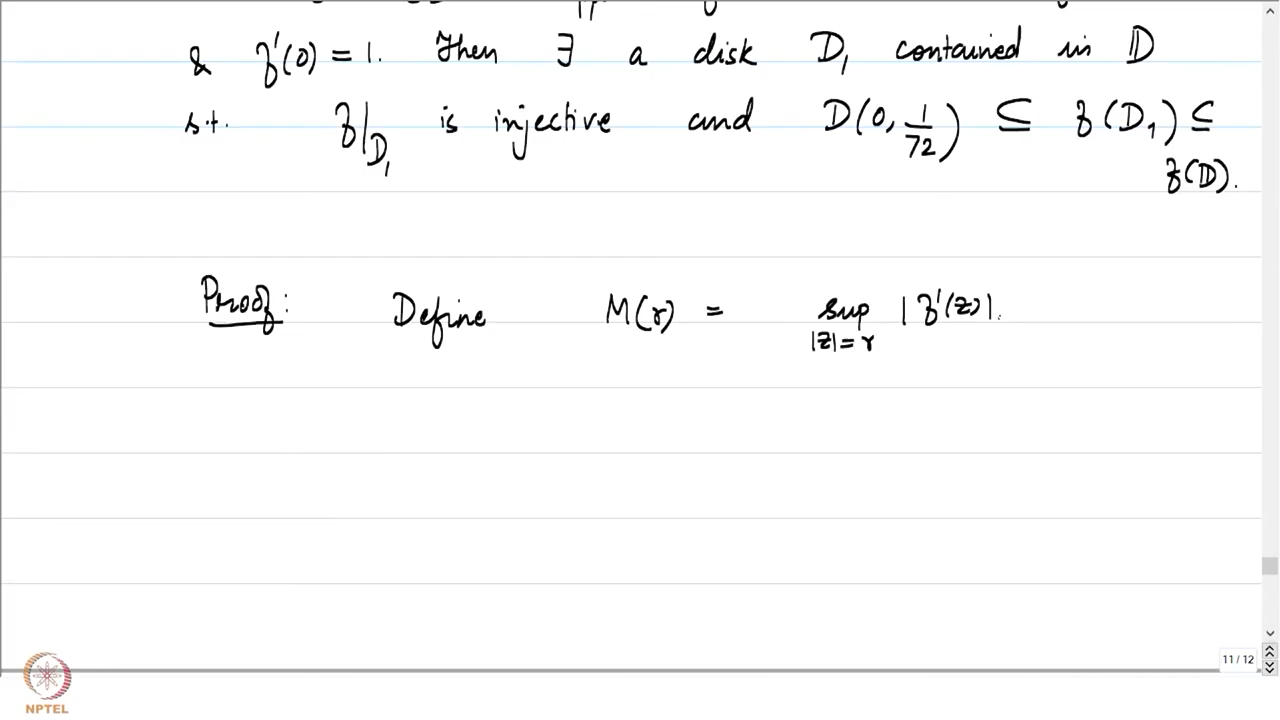 & f'(0) = 1. Then ∃ a disk D₁ contained in 𝔻
s.t. f|_{D₁} is injective and D(0, 1/72) ⊆ f(D₁) ⊆
f(𝔻).
Proof: Define M(r) = sup_{|z|=r} |f'(z)|.
11 / 12
NPTEL